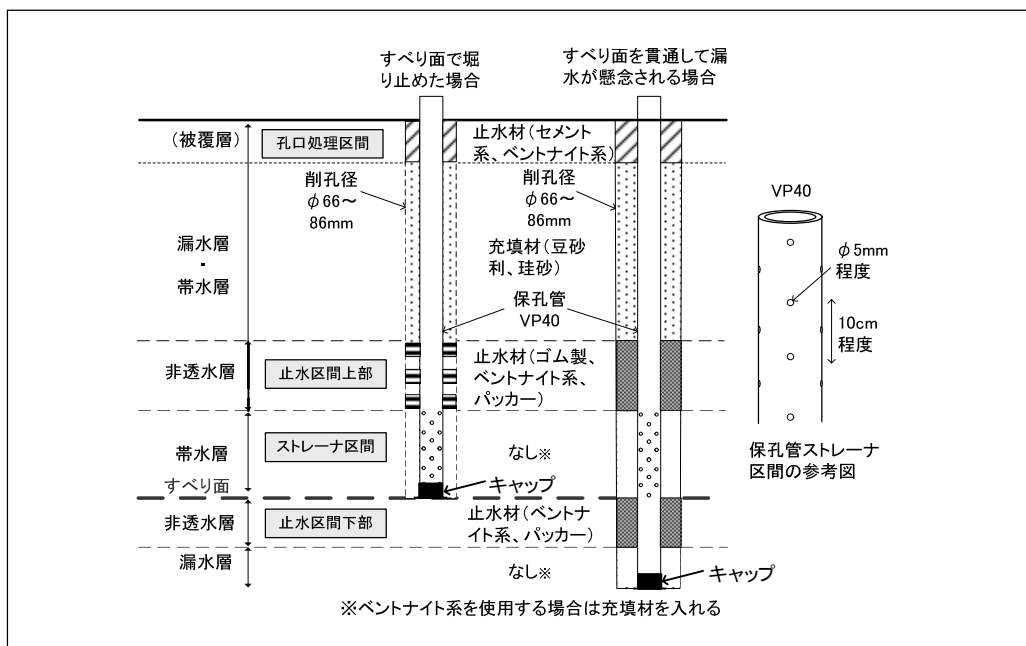 すべり面で堀
り止めた場合
すべり面を貫通して漏
水が懸念される場合
(被覆層)
孔口処理区間
止水材(セメント
系、ベントナイト系)
削孔径
φ66～
86mm
削孔径
φ66～
86mm
VP40
漏水層
・
帯水層
充填材(豆砂
利、珪砂)
φ5mm
程度
保孔管
VP40
10cm
程度
非透水層
止水区間上部
止水材(ゴム製、
ベントナイト系、
パッカー)
帯水層
ストレーナ区間
なし※
保孔管ストレーナ
区間の参考図
キャップ
すべり面
非透水層
止水区間下部
止水材(ベントナ
イト系、パッカー)
漏水層
なし※
キャップ
※ベントナイト系を使用する場合は充填材を入れる